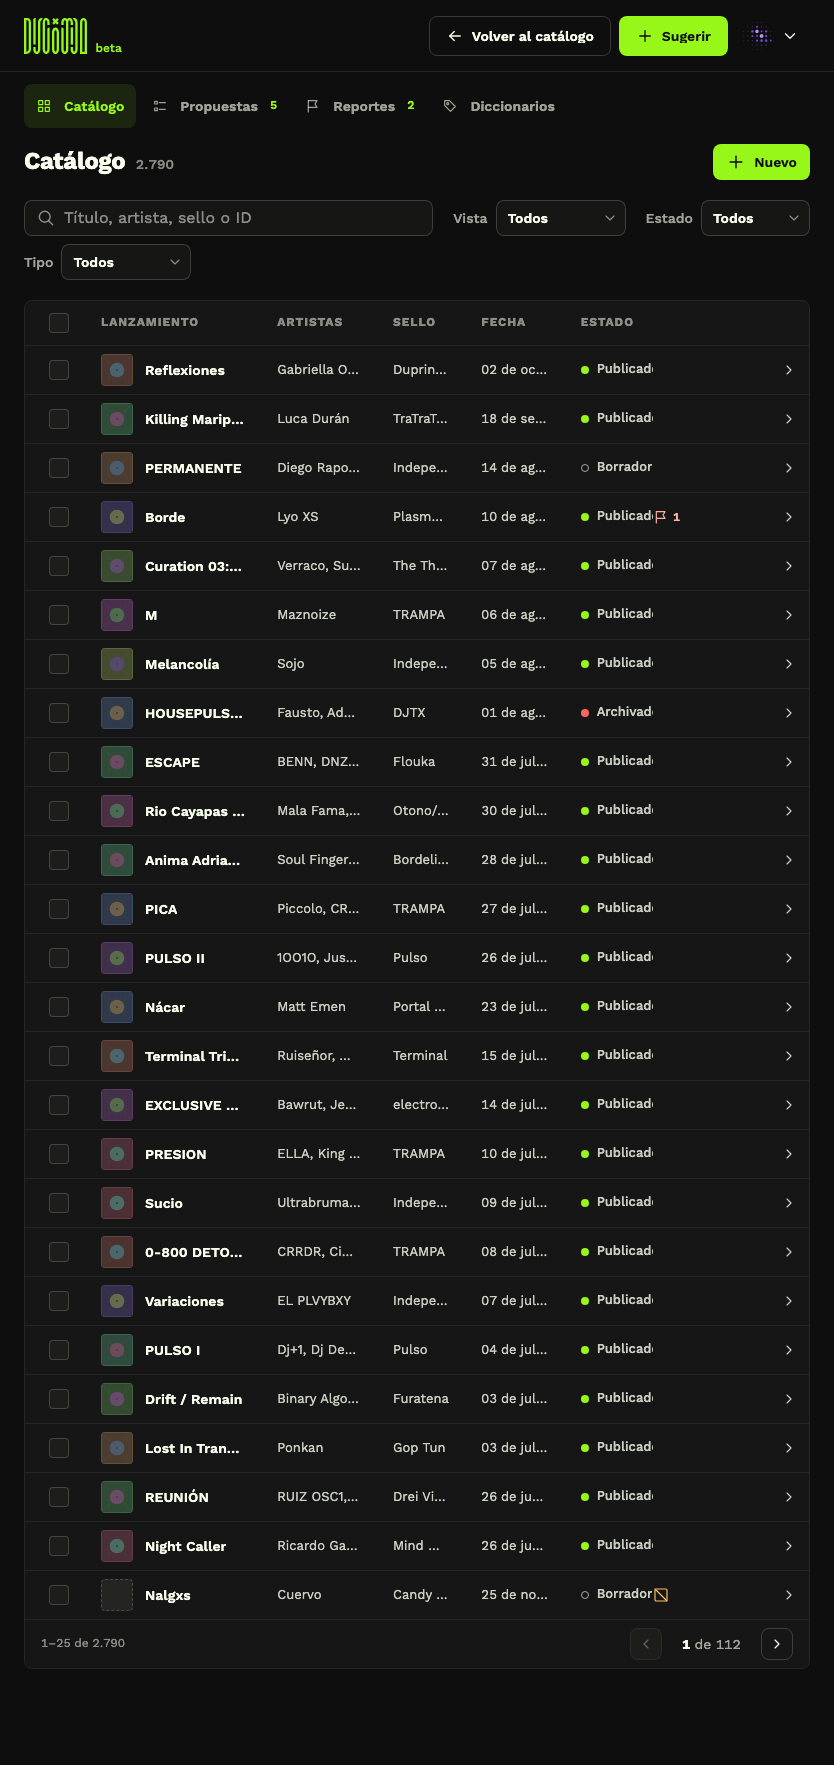 beta
Volver al catálogo
Sugerir
Catálogo
Propuestas 5
Reportes 2
Diccionarios
Catálogo 2.790
Nuevo
Título, artista, sello o ID
Vista Todos
Estado Todos
Tipo Todos
LANZAMIENTO ARTISTAS SELLO FECHA ESTADO
Reflexiones Gabriella O... Duprin... 02 de oc... Publicad
Killing Marip... Luca Durán TraTraT... 18 de se... Publicad
PERMANENTE Diego Rapo... Indepe... 14 de ag... Borrador
Borde Lyo XS Plasm... 10 de ag... Publicad 1
Curation 03:... Verraco, Su... The Th... 07 de ag... Publicad
M Maznoize TRAMPA 06 de ag... Publicad
Melancolía Sojo Indepe... 05 de ag... Publicad
HOUSEPULS... Fausto, Ad... DJTX 01 de ag... Archivad
ESCAPE BENN, DNZ... Flouka 31 de jul... Publicad
Rio Cayapas ... Mala Fama,... Otono/... 30 de jul... Publicad
Anima Adria... Soul Finger... Bordeli... 28 de jul... Publicad
PICA Piccolo, CR... TRAMPA 27 de jul... Publicad
PULSO II 1OO1O, Jus... Pulso 26 de jul... Publicad
Nácar Matt Emen Portal ... 23 de jul... Publicad
Terminal Tri... Ruiseñor, ... Terminal 15 de jul... Publicad
EXCLUSIVE ... Bawrut, Je... electro... 14 de jul... Publicad
PRESION ELLA, King ... TRAMPA 10 de jul... Publicad
Sucio Ultrabruma... Indepe... 09 de jul... Publicad
0-800 DETO... CRRDR, Ci... TRAMPA 08 de jul... Publicad
Variaciones EL PLVYBXY Indepe... 07 de jul... Publicad
PULSO I Dj+1, Dj De... Pulso 04 de jul... Publicad
Drift / Remain Binary Algo... Furatena 03 de jul... Publicad
Lost In Tran... Ponkan Gop Tun 03 de jul... Publicad
REUNIÓN RUIZ OSC1,... Drei Vi... 26 de ju... Publicad
Night Caller Ricardo Ga... Mind ... 26 de ju... Publicad
Nalgxs Cuervo Candy ... 25 de no... Borrador
1–25 de 2.790
1 de 112